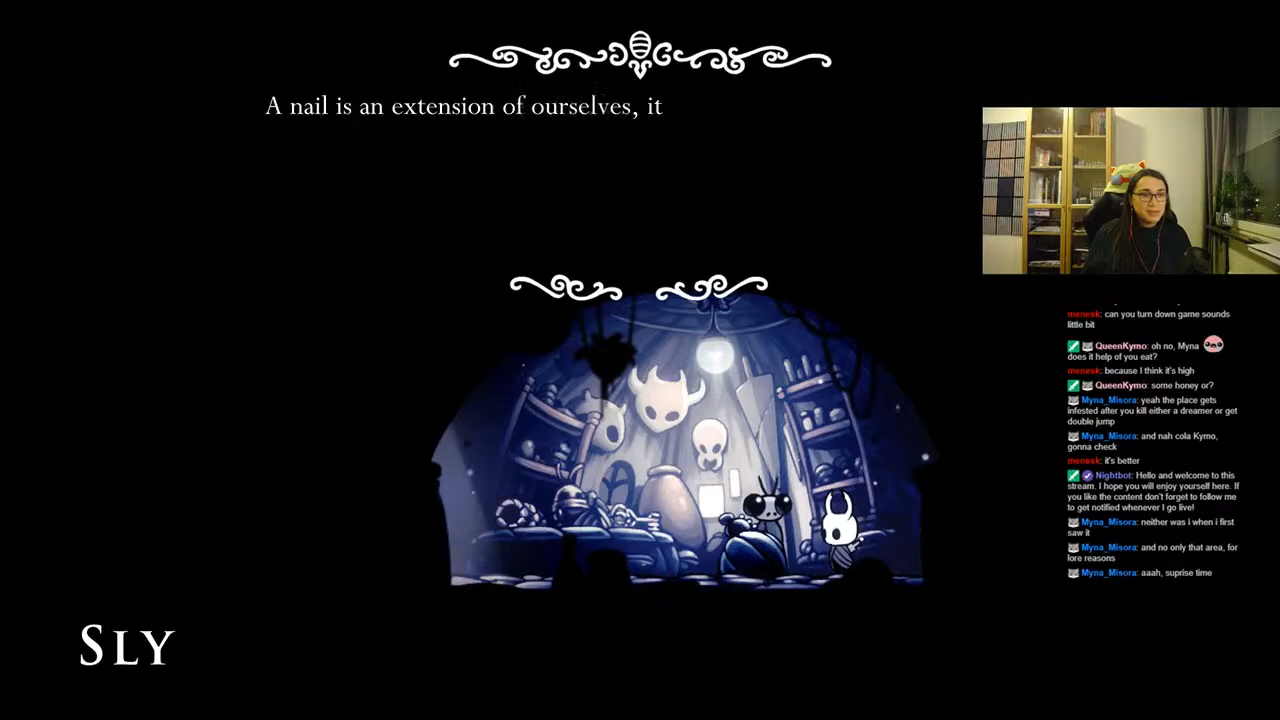 A nail is an extension of ourselves, it
menesk: can you turn down game sounds
little bit
QueenKymo: oh no, Myna
does it help of you eat?
menesk: because I think it's high
QueenKymo: some honey or?
Myna_Misora: yeah the place gets
infested after you kill either a dreamer or get
double jump
Myna_Misora: and nah cola Kymo,
gonna check
menesk: it's better
Nightbot: Hello and welcome to this
stream. I hope you will enjoy yourself here. If
you like the content don't forget to follow me
to get notified whenever I go live!
Myna_Misora: neither was i when i first
saw it
Myna_Misora: and no only that area, for
lore reasons
Myna_Misora: aaah, suprise time
SLY